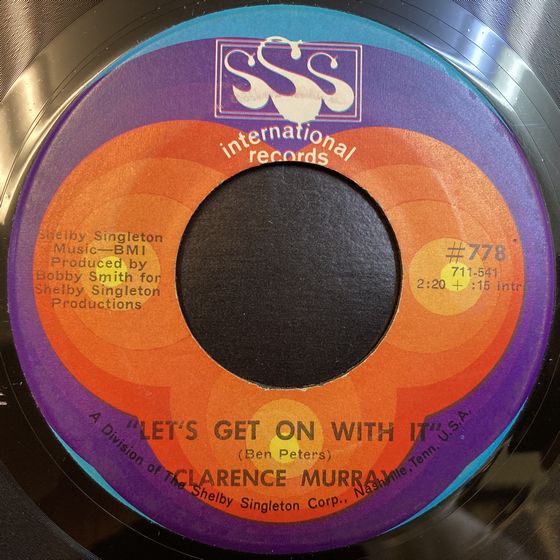 SSS
international
records
Shelby Singleton
Music—BMI
Produced by
Bobby Smith for
Shelby Singleton
Productions
#778
711-541
2:20 + :15 intr
"LET'S GET ON WITH IT"
(Ben Peters)
CLARENCE MURRAY
A Division of The Shelby Singleton Corp., Nashville, Tenn. U.S.A.